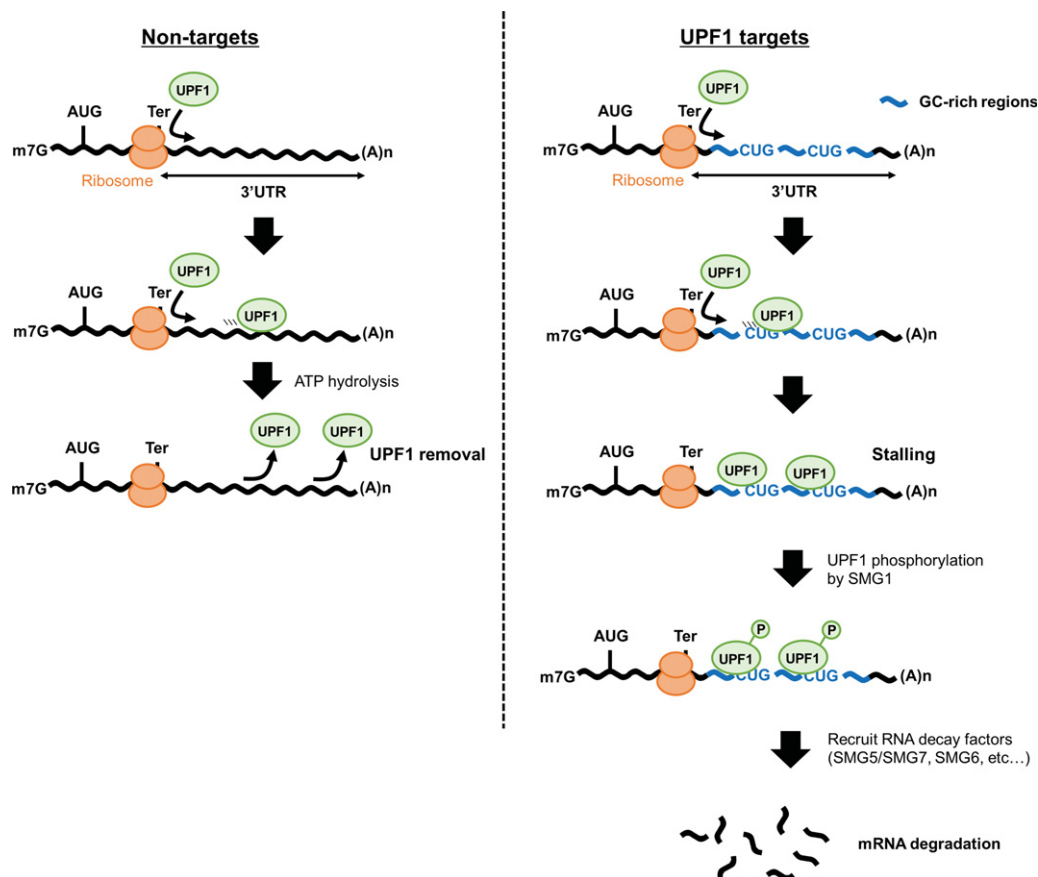 Non-targets
UPF1
AUG
Ter
m7G
(A)n
Ribosome
3'UTR
UPF1
AUG
Ter
UPF1
m7G
(A)n
ATP hydrolysis
UPF1
UPF1
AUG
Ter
UPF1 removal
m7G
(A)n
UPF1 targets
UPF1
GC-rich regions
AUG
Ter
m7G
CUG
CUG
(A)n
Ribosome
3'UTR
UPF1
AUG
Ter
UPF1
m7G
CUG
CUG
(A)n
AUG
Ter
UPF1
UPF1
Stalling
m7G
CUG
CUG
(A)n
UPF1 phosphorylation
by SMG1
P
P
AUG
Ter
UPF1
UPF1
m7G
CUG
CUG
(A)n
Recruit RNA decay factors
(SMG5/SMG7, SMG6, etc…)
mRNA degradation